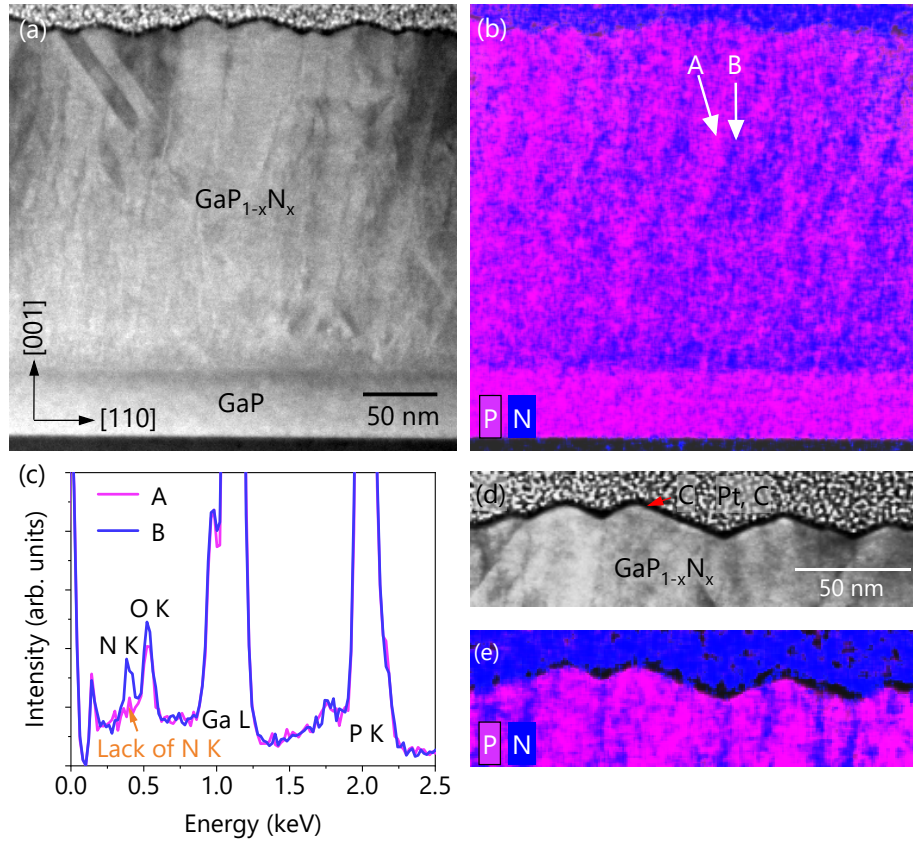 (a)
GaP1-xNx
[001]
GaP
[110]
50 nm
(b)
A B
P N
(c)
A
B
O K
N K
Ga L
P K
Lack of N K
Intensity (arb. units)
0.0 0.5 1.0 1.5 2.0 2.5
Energy (keV)
(d)
C Pt, C
GaP1-xNx
50 nm
(e)
P N